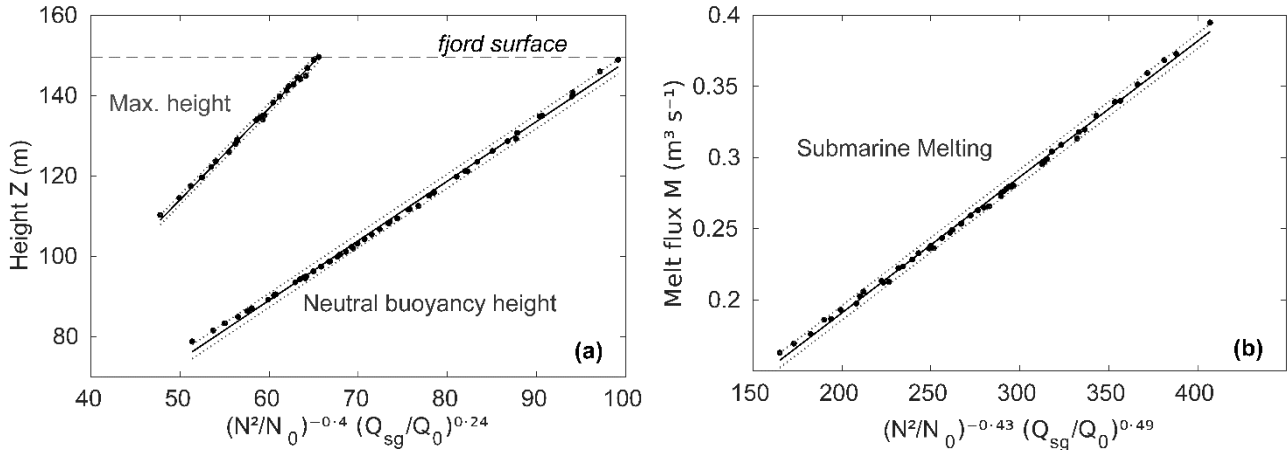 160
140
120
100
80
Height Z (m)
fjord surface
Max. height
Neutral buoyancy height
(a)
40 50 60 70 80 90 100
(N²/N₀)⁻⁰·⁴ (Qsg/Q₀)⁰·²⁴
0.4
0.35
0.3
0.25
0.2
Melt flux M (m³ s⁻¹)
Submarine Melting
(b)
150 200 250 300 350 400
(N²/N₀)⁻⁰·⁴³ (Qsg/Q₀)⁰·⁴⁹